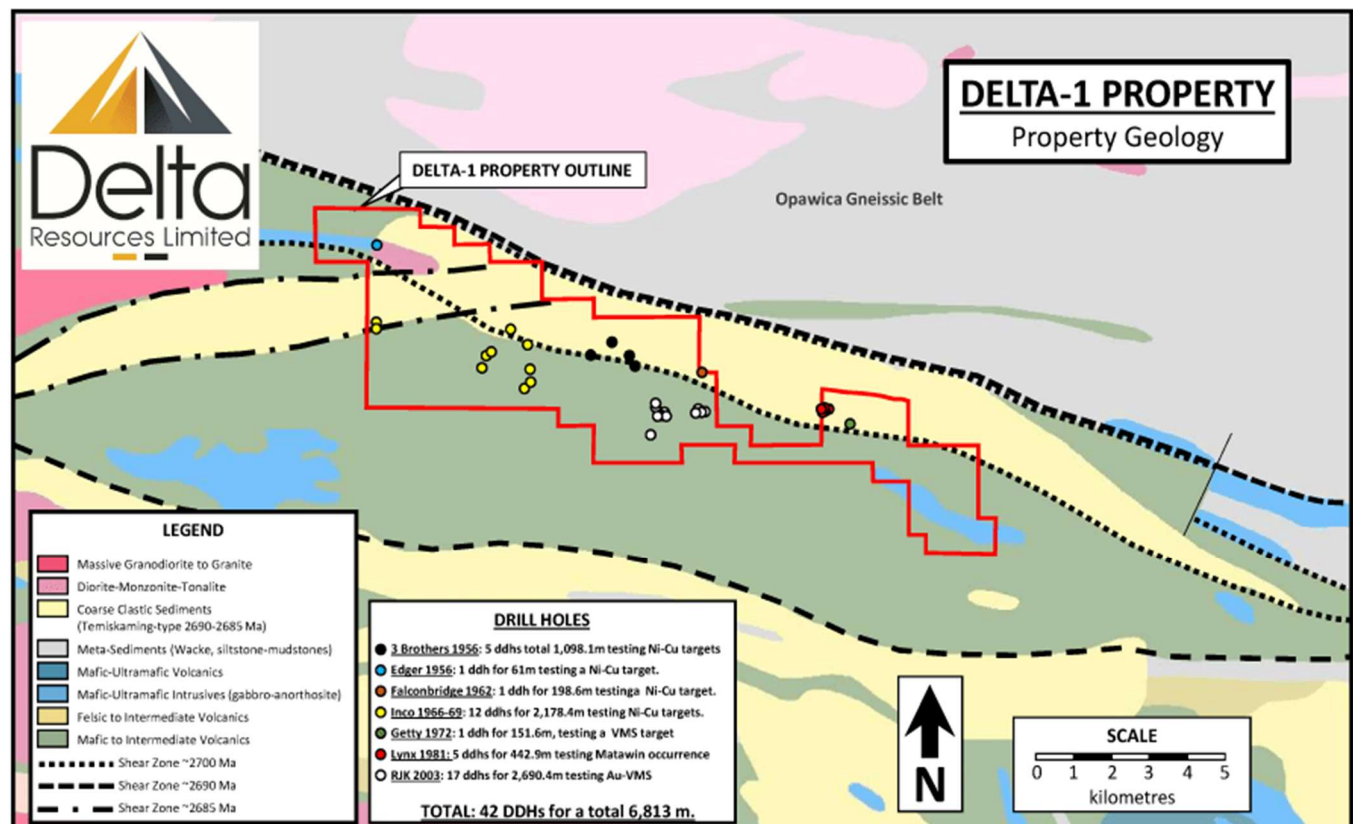 Delta
Resources Limited
DELTA-1 PROPERTY
Property Geology
DELTA-1 PROPERTY OUTLINE
Opawica Gneissic Belt
LEGEND
Massive Granodiorite to Granite
Diorite-Monzonite-Tonalite
Coarse Clastic Sediments
(Temiskaming-type 2690-2685 Ma)
Meta-Sediments (Wacke, siltstone-mudstones)
Mafic-Ultramafic Volcanics
Mafic-Ultramafic Intrusives (gabbro-anorthosite)
Felsic to Intermediate Volcanics
Mafic to Intermediate Volcanics
Shear Zone ~2700 Ma
Shear Zone ~2690 Ma
Shear Zone ~2685 Ma
DRILL HOLES
3 Brothers 1956: 5 ddhs total 1,098.1m testing Ni-Cu targets
Edger 1956: 1 ddh for 61m testing a Ni-Cu target.
Falconbridge 1962: 1 ddh for 198.6m testinga Ni-Cu target.
Inco 1966-69: 12 ddhs for 2,178.4m testing Ni-Cu targets.
Getty 1972: 1 ddh for 151.6m, testing a VMS target
Lynx 1981: 5 ddhs for 442.9m testing Matawin occurrence
RJK 2003: 17 ddhs for 2,690.4m testing Au-VMS
TOTAL: 42 DDHs for a total 6,813 m.
N
SCALE
0 1 2 3 4 5
kilometres